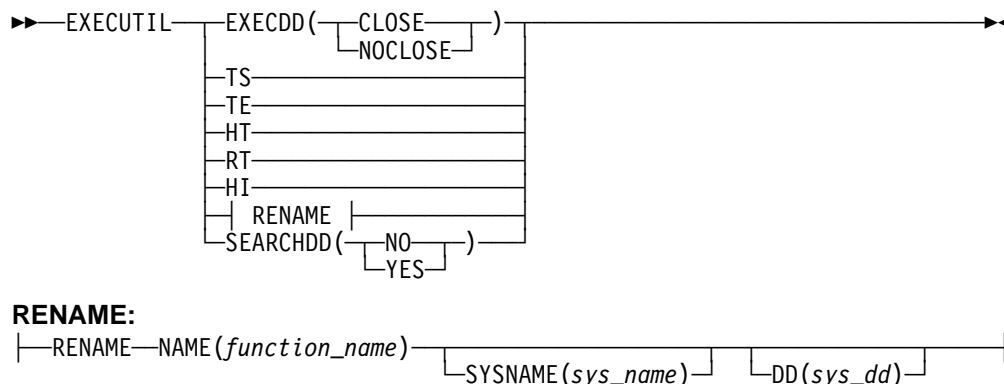 EXECUTIL EXECDD( CLOSE )
NOCLOSE
TS
TE
HT
RT
HI
RENAME
SEARCHDD( NO )
YES
RENAME:
RENAME NAME(function_name)
SYSNAME(sys_name) DD(sys_dd)